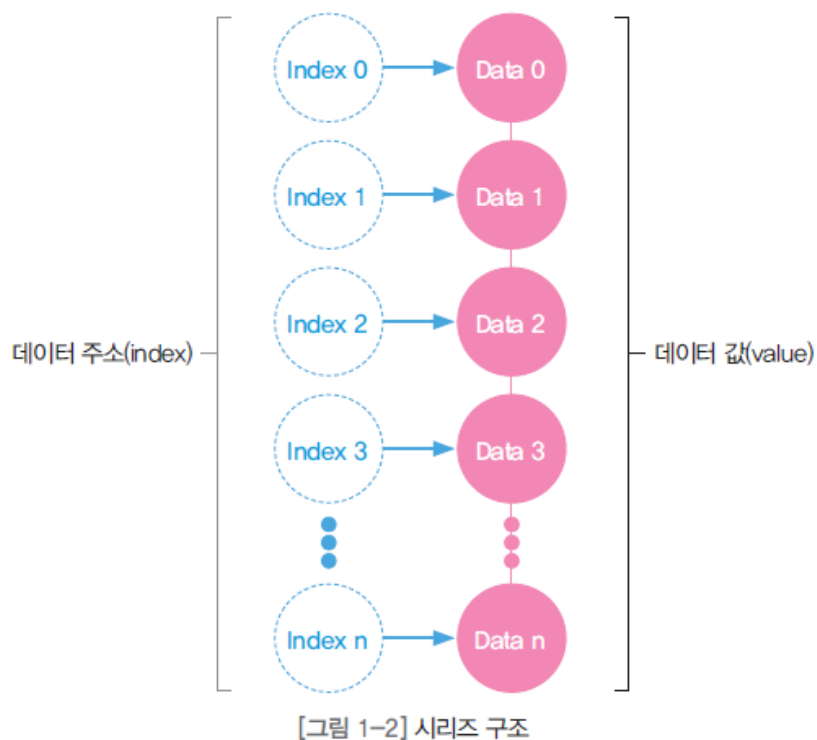 Index 0 Data 0
Index 1 Data 1
Index 2 Data 2
데이터 주소(index) 데이터 값(value)
Index 3 Data 3
Index n Data n
[그림 1-2] 시리즈 구조